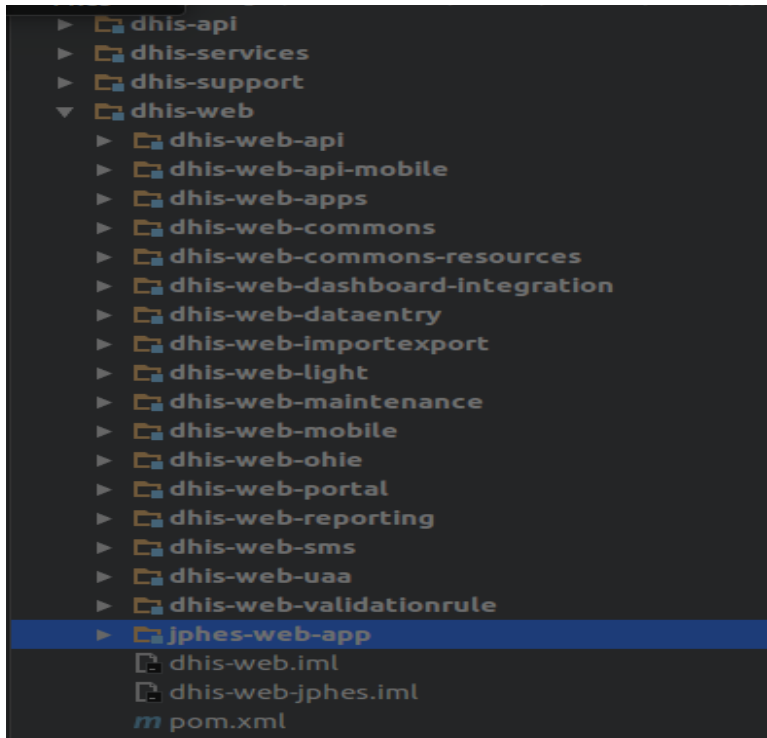 dhis-api
dhis-services
dhis-support
dhis-web
dhis-web-api
dhis-web-api-mobile
dhis-web-apps
dhis-web-commons
dhis-web-commons-resources
dhis-web-dashboard-integration
dhis-web-dataentry
dhis-web-importexport
dhis-web-light
dhis-web-maintenance
dhis-web-mobile
dhis-web-ohie
dhis-web-portal
dhis-web-reporting
dhis-web-sms
dhis-web-uaa
dhis-web-validationrule
jphes-web-app
dhis-web.iml
dhis-web-jphes.iml
m pom.xml